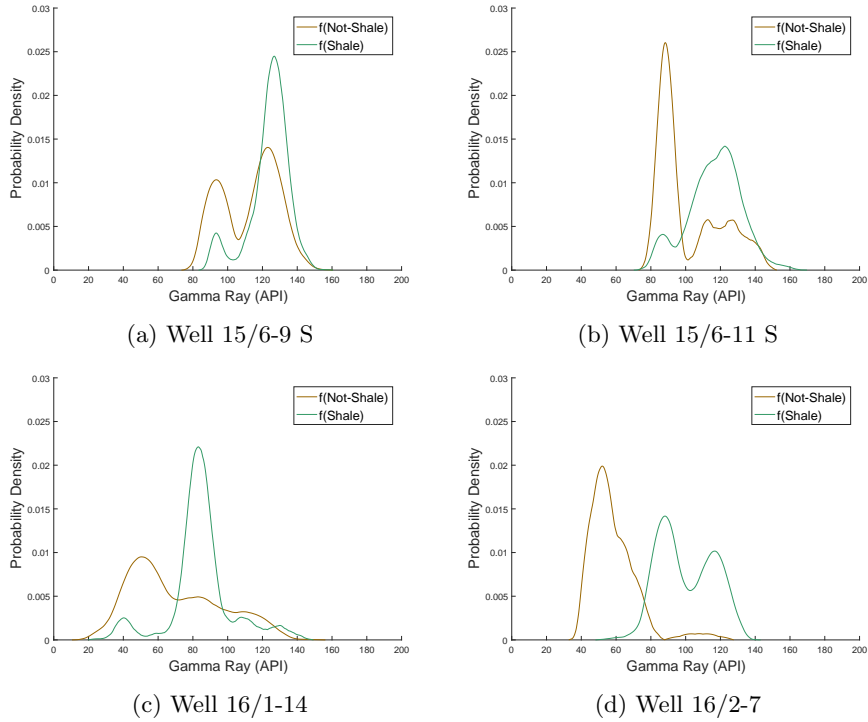 0.03
f(Not-Shale)
f(Shale)
0.025
0.02
0.015
0.01
0.005
0
Probability Density
0 20 40 60 80 100 120 140 160 180 200
Gamma Ray (API)
(a) Well 15/6-9 S
0.03
f(Not-Shale)
f(Shale)
0.025
0.02
0.015
0.01
0.005
0
Probability Density
0 20 40 60 80 100 120 140 160 180 200
Gamma Ray (API)
(b) Well 15/6-11 S
0.03
f(Not-Shale)
f(Shale)
0.025
0.02
0.015
0.01
0.005
0
Probability Density
0 20 40 60 80 100 120 140 160 180 200
Gamma Ray (API)
(c) Well 16/1-14
0.03
f(Not-Shale)
f(Shale)
0.025
0.02
0.015
0.01
0.005
0
Probability Density
0 20 40 60 80 100 120 140 160 180 200
Gamma Ray (API)
(d) Well 16/2-7